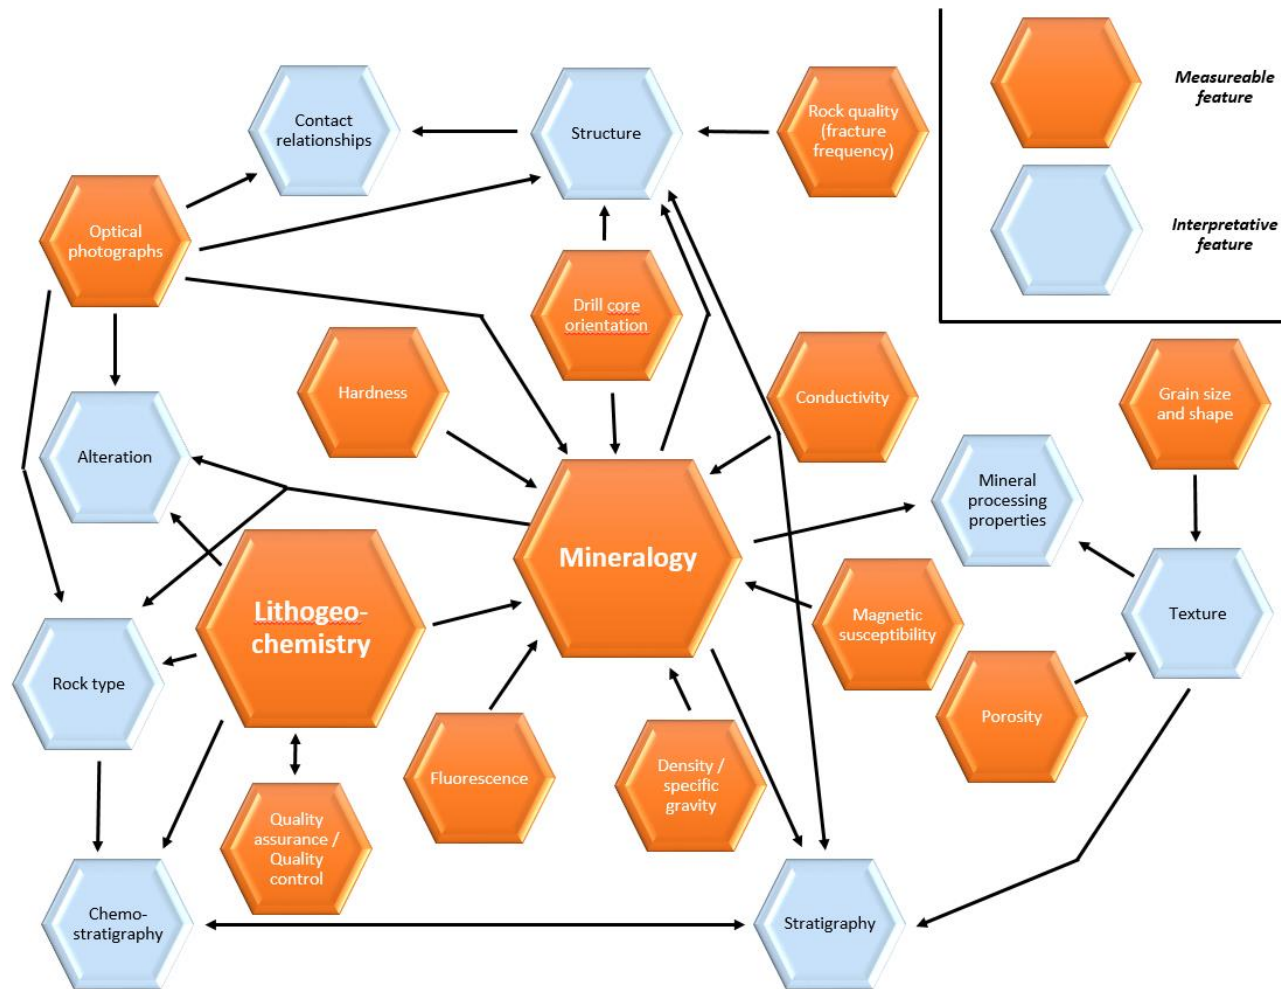 Measureable
feature
Contact
relationships
Structure
Rock quality
(fracture
frequency)
Interpretative
feature
Optical
photographs
Drill core
orientation
Hardness
Conductivity
Grain size
and shape
Alteration
Mineral
processing
properties
Mineralogy
Lithogeo-
chemistry
Magnetic
susceptibility
Texture
Rock type
Porosity
Fluorescence
Density /
specific
gravity
Quality
assurance /
Quality
control
Chemo-
stratigraphy
Stratigraphy